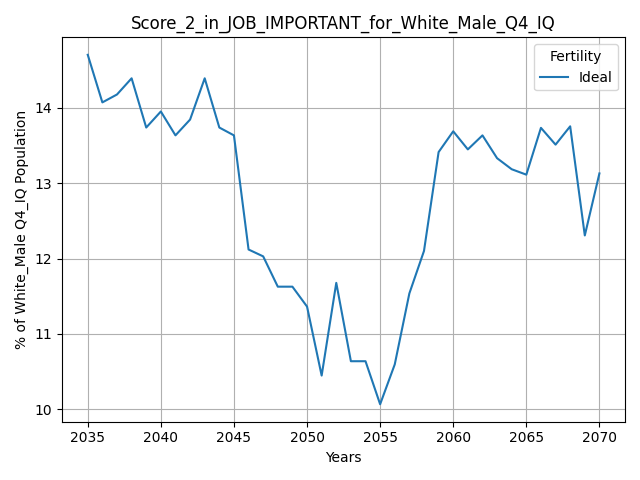 Score_2_in_JOB_IMPORTANT_for_White_Male_Q4_IQ
Fertility
Ideal
% of White_Male Q4_IQ Population
14
13
12
11
10
2035 2040 2045 2050 2055 2060 2065 2070
Years